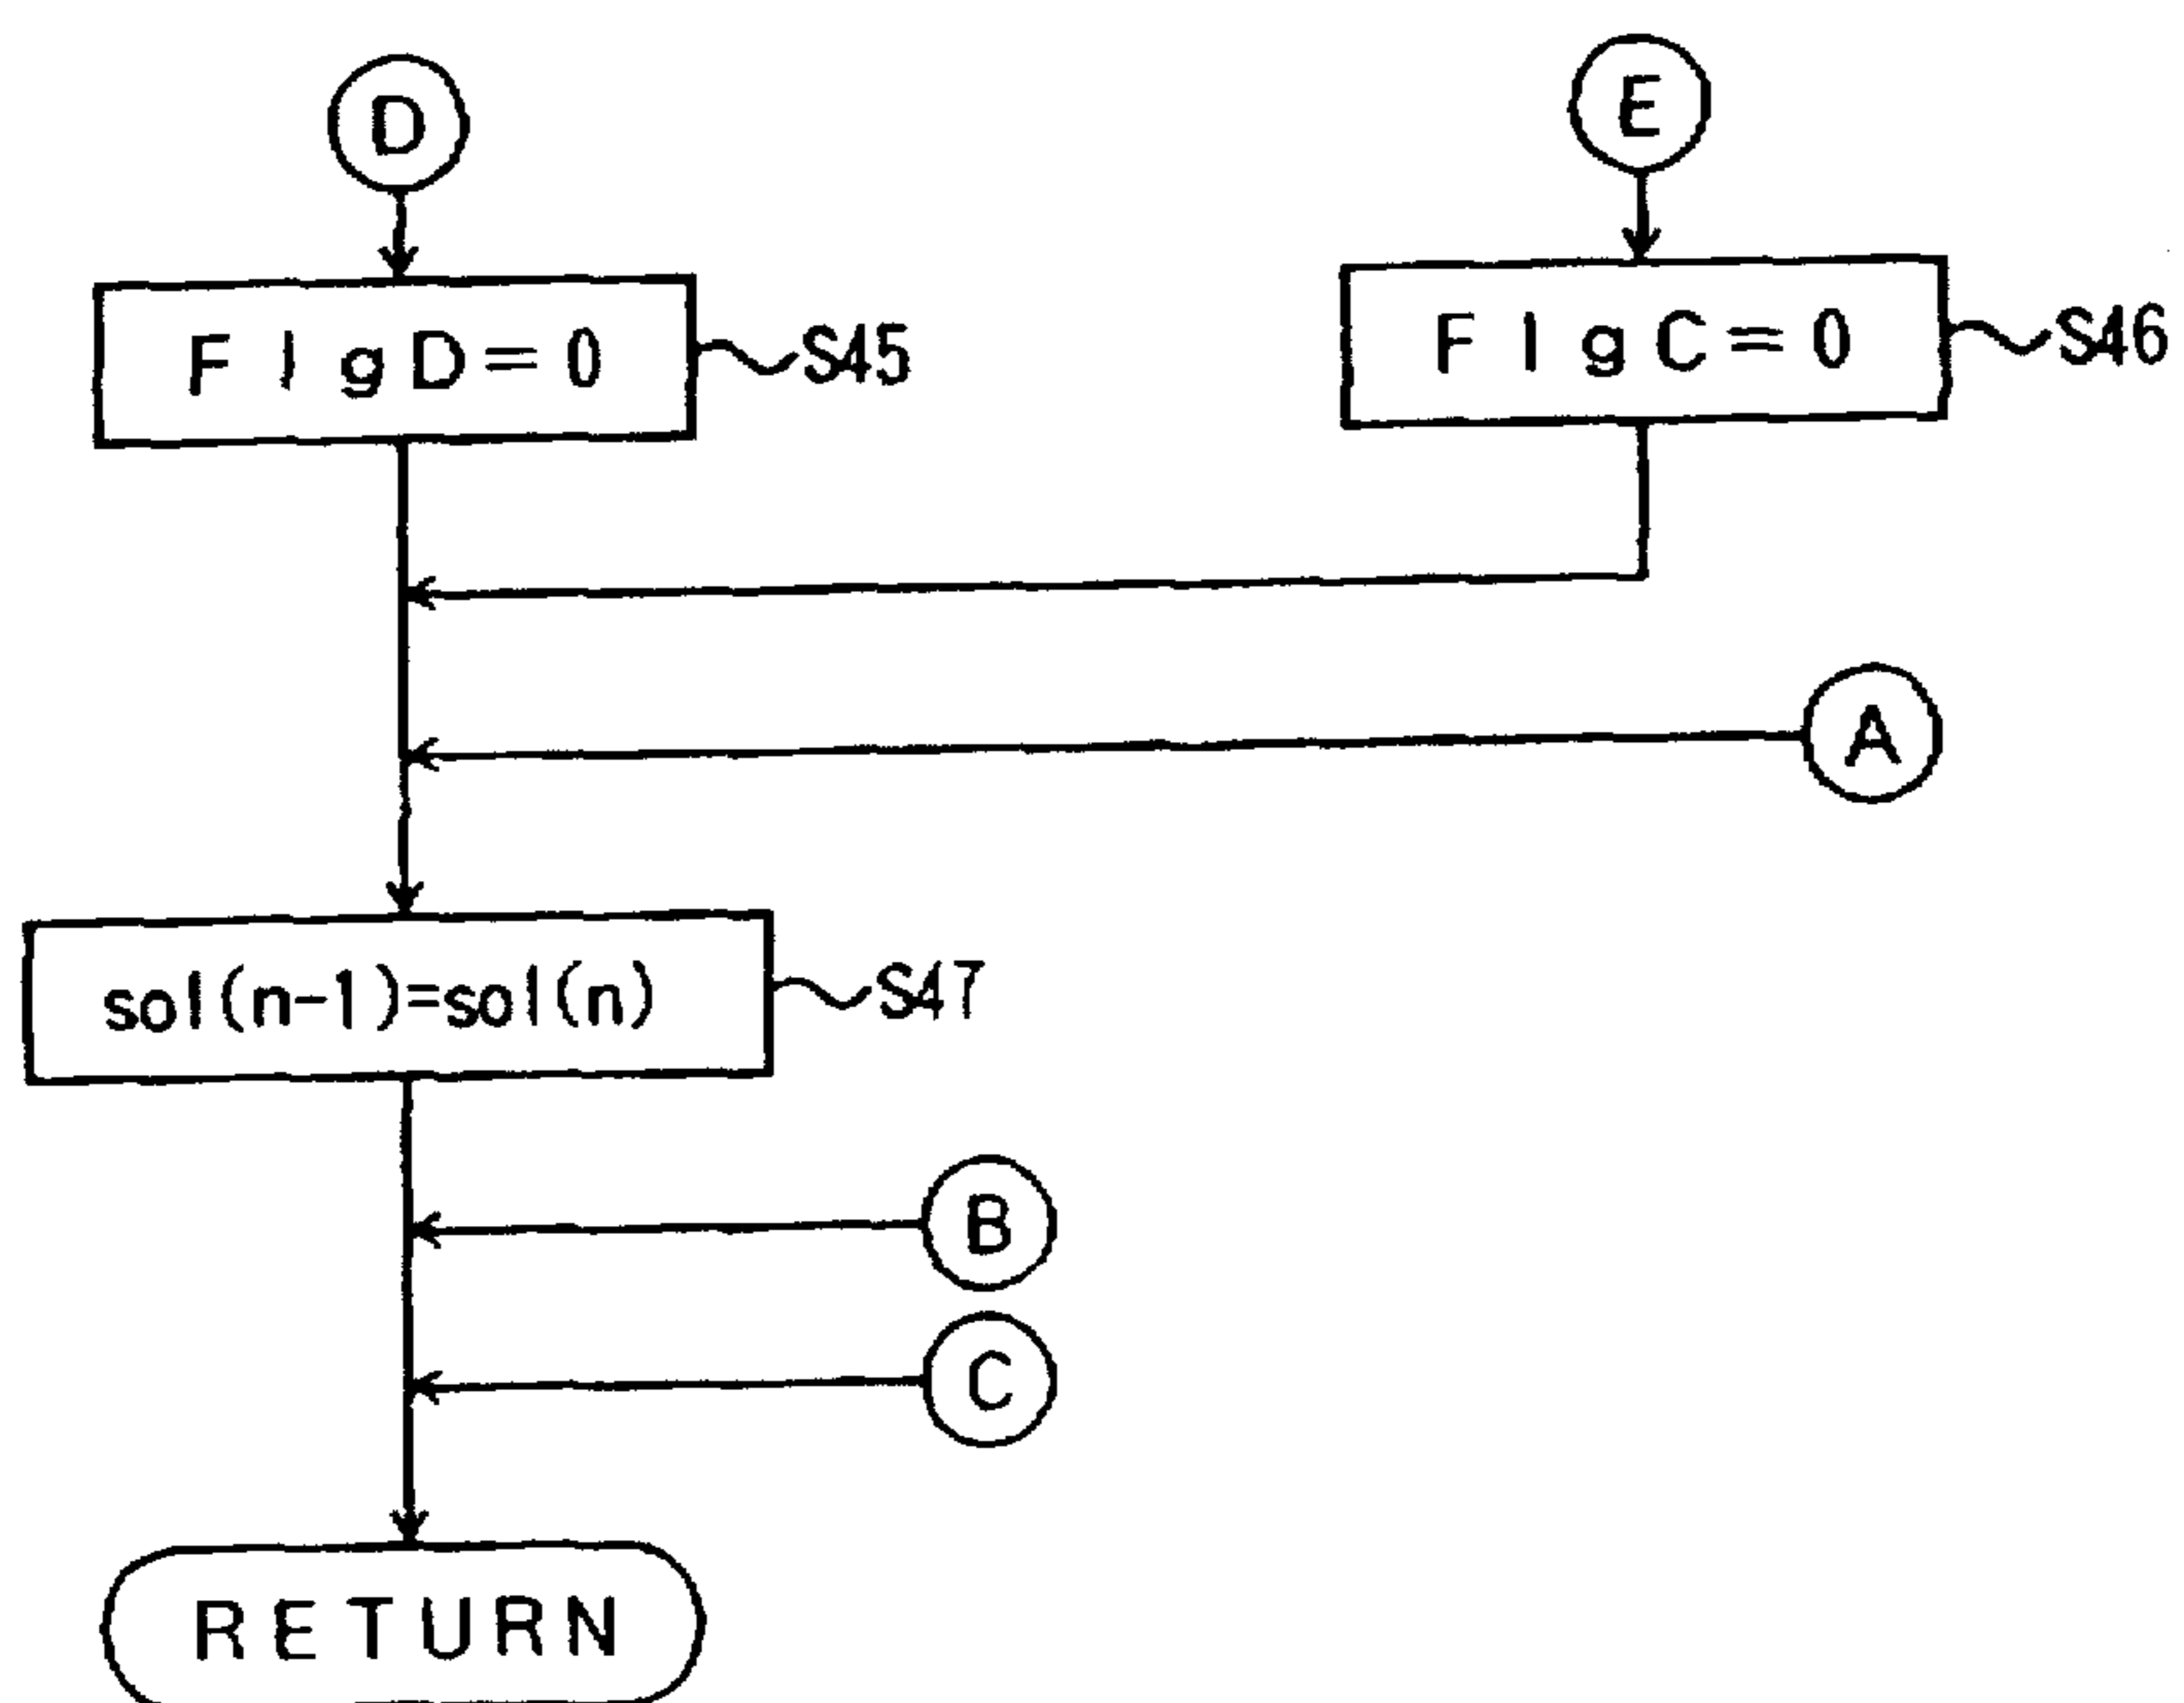 D
E
FlgD=0
S45
FlgC=0
S46
A
sol(n-1)=sol(n)
S47
B
C
RETURN